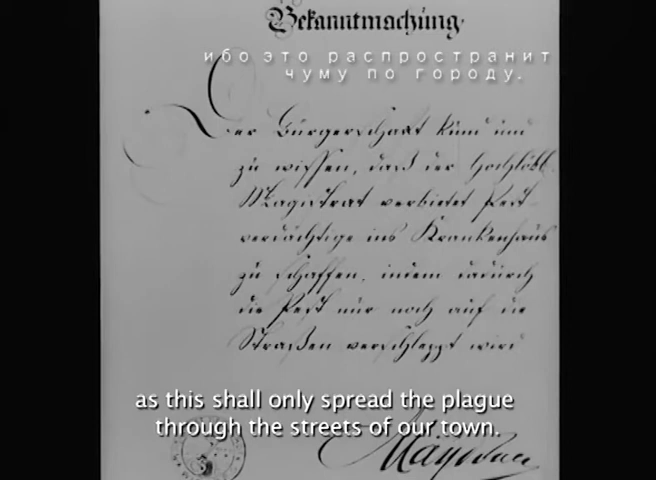 Bekanntmachung
ибо это распространит
чуму по городу.
Der Bürgerschaft kund und
zu wissen, daß der hochlöbl.
Magistrat verbietet Pest
verdächtige ins Krankenhaus
zu schaffen, indem dadurch
die Pest nur noch auf die
Straßen verschleppt wird
as this shall only spread the plague
through the streets of our town.